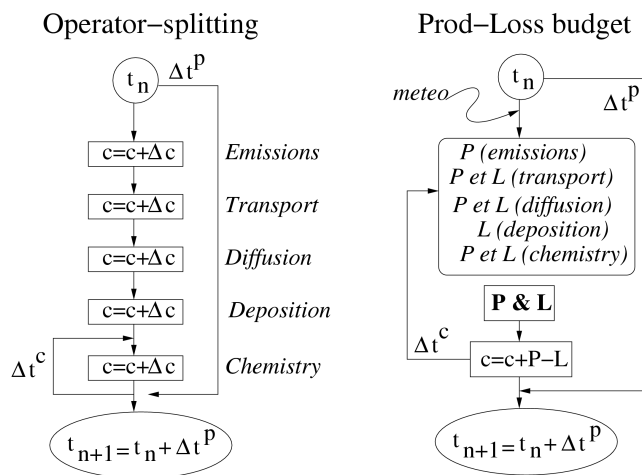 Operator−splitting
t_n
Δt^p
c=c+Δc
Emissions
c=c+Δc
Transport
c=c+Δc
Diffusion
c=c+Δc
Deposition
Δt^c
c=c+Δc
Chemistry
t_{n+1}=t_n+Δt^p
Prod−Loss budget
t_n
Δt^p
meteo
P (emissions)
P et L (transport)
P et L (diffusion)
L (deposition)
P et L (chemistry)
P & L
Δt^c
c=c+P−L
t_{n+1}=t_n+Δt^p